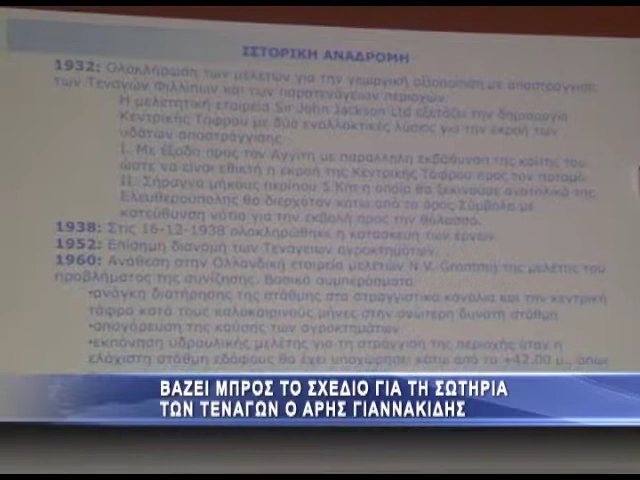 ΙΣΤΟΡΙΚΗ ΑΝΑΔΡΟΜΗ
1932: Ολοκλήρωση των μελετών για την γεωργική αξιοποίηση με αποστράγγιση
των Τεναγών Φιλίππων και των παρατενάγειων περιοχών.
Η μελετητική εταιρεία Sir John Jackson Ltd εξετάζει την δημιουργία
Κεντρικής Τάφρου με δύο εναλλακτικές λύσεις για την εκροή των
υδάτων αποστράγγισης
I. Με έξοδο προς τον Αγγίτη με παράλληλη εκβάθυνση της κοίτης του
ώστε να είναι εθικτή η εκροή της Κεντρικής Τάφρου προς τον ποταμό
II. Σήραγγα μήκους περίπου 5 Km η οποία θα ξεκινούσε ανατολικά της
Ελευθερούπολης θα διερχόταν κάτω από το όρος Σύμβολο με
κατεύθυνση νότια για την εκβολή προς την θάλασσα.
1938: Στις 16-12-1938 ολοκληρώθηκε η κατασκευή των έργων
1952: Επίσημη διανομή των Τενάγειων αγροκτημάτων.
1960: Ανάθεση στην Ολλανδική εταιρεία μελετών N.V. Grontmij της μελέτης του
προβλήματος της συνίζησης. Βασικά συμπεράσματα
•ανάγκη διατήρησης της στάθμης στα στραγγιστικά κανάλια και την κεντρική
τάφρο κατά τους καλοκαιρινούς μήνες στην ανώτερη δυνατή στάθμη
•απαγόρευση της καύσης των αγροκτημάτων
•εκπόνηση υδραυλικής μελέτης για τη στράγγιση της περιοχής όταν η
ελάχιστη στάθμη εδάφους θα έχει υποχωρήσει κάτω από το +42.00 μ., όπως
ΒΑΖΕΙ ΜΠΡΟΣ ΤΟ ΣΧΕΔΙΟ ΓΙΑ ΤΗ ΣΩΤΗΡΙΑ
ΤΩΝ ΤΕΝΑΓΩΝ Ο ΑΡΗΣ ΓΙΑΝΝΑΚΙΔΗΣ